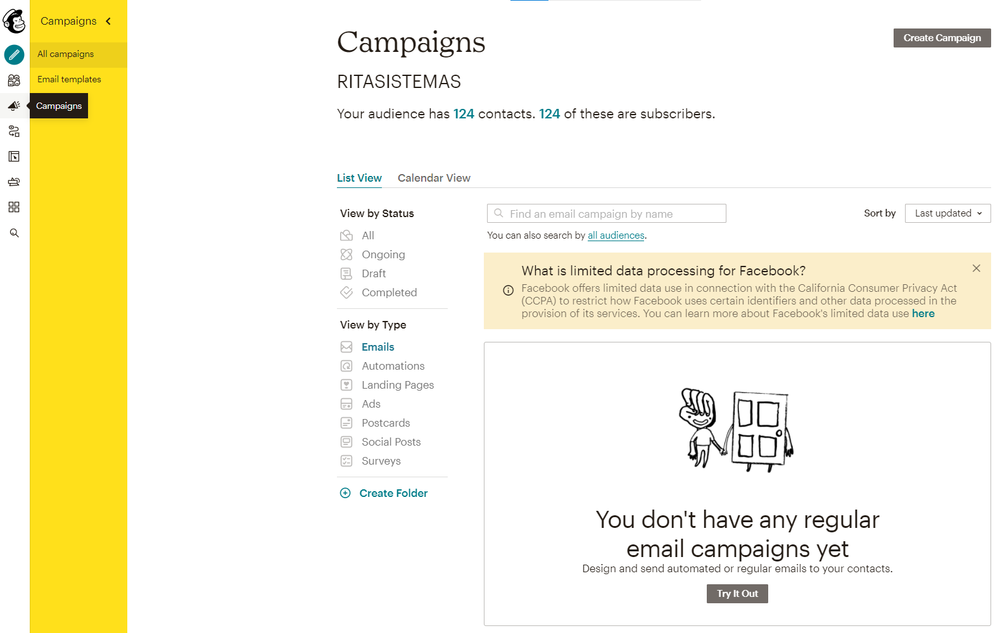 Campaigns
All campaigns
Email templates
Campaigns
Campaigns
Create Campaign
RITASISTEMAS
Your audience has 124 contacts. 124 of these are subscribers.
List View
Calendar View
View by Status
All
Ongoing
Draft
Completed
View by Type
Emails
Automations
Landing Pages
Ads
Postcards
Social Posts
Surveys
Create Folder
Find an email campaign by name
Sort by
Last updated
You can also search by all audiences.
What is limited data processing for Facebook?
Facebook offers limited data use in connection with the California Consumer Privacy Act
(CCPA) to restrict how Facebook uses certain identifiers and other data processed in the
provision of its services. You can learn more about Facebook's limited data use here
You don't have any regular
email campaigns yet
Design and send automated or regular emails to your contacts.
Try It Out